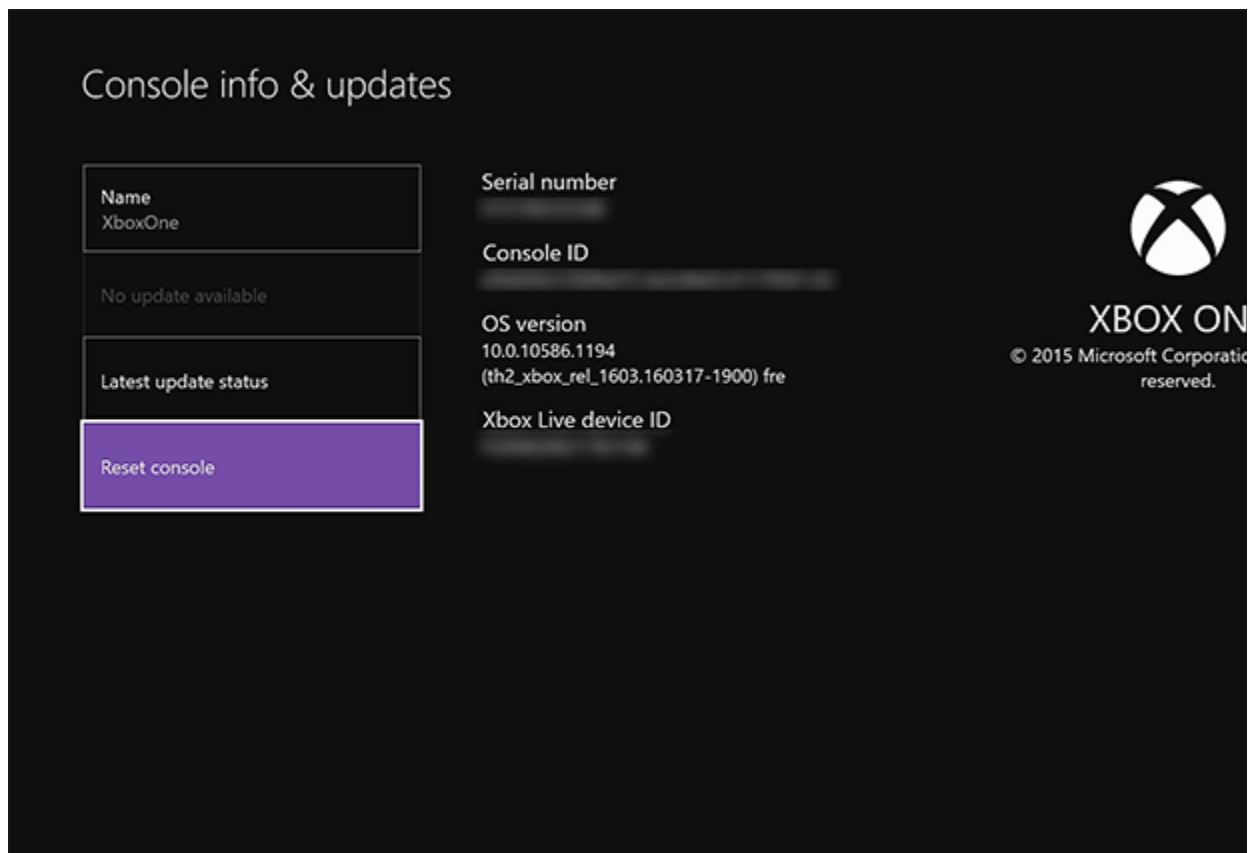 Console info & updates
Name
XboxOne
No update available
Latest update status
Reset console
Serial number
Console ID
OS version
10.0.10586.1194
(th2_xbox_rel_1603.160317-1900) fre
Xbox Live device ID
XBOX ON
© 2015 Microsoft Corporatio
reserved.